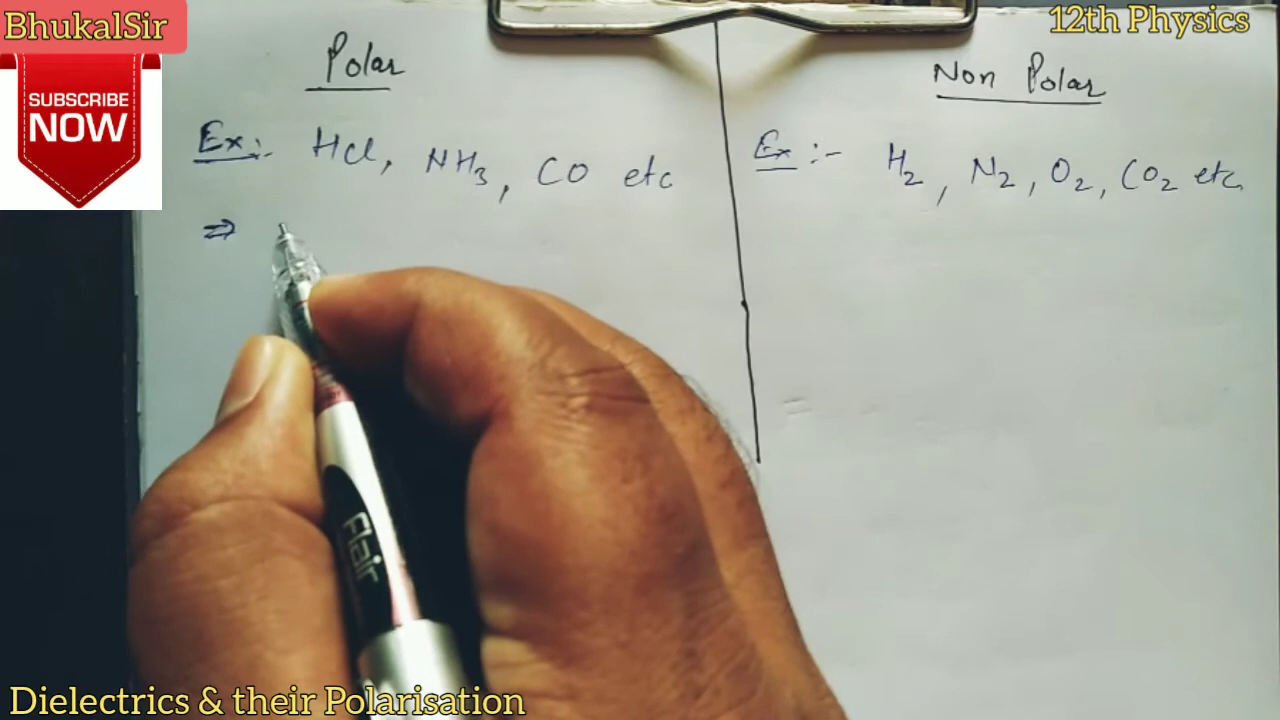 BhukalSir
12th Physics
SUBSCRIBE
NOW
Polar
Non Polar
Ex:- HCl, NH3, CO etc
Ex :- H2, N2, O2, CO2 etc
⇒
Flair
Dielectrics & their Polarisation